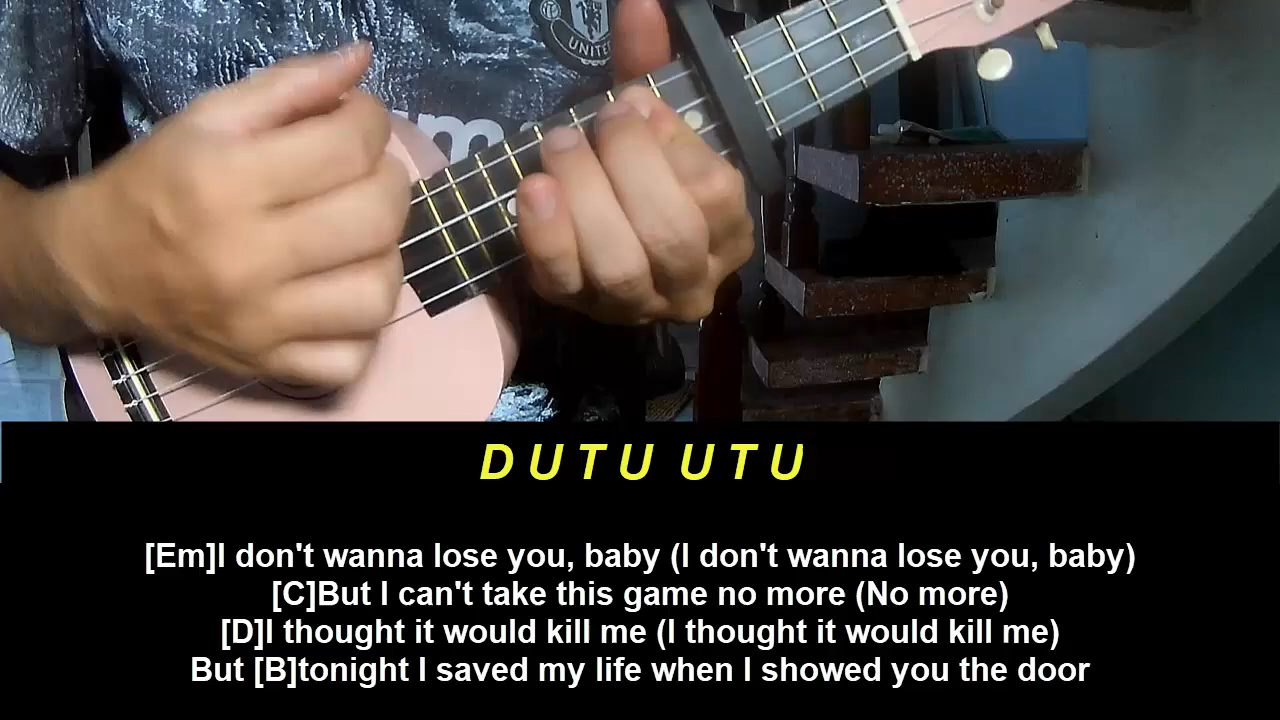 UNITE
m
D U T U U T U
[Em]I don't wanna lose you, baby (I don't wanna lose you, baby)
[C]But I can't take this game no more (No more)
[D]I thought it would kill me (I thought it would kill me)
But [B]tonight I saved my life when I showed you the door